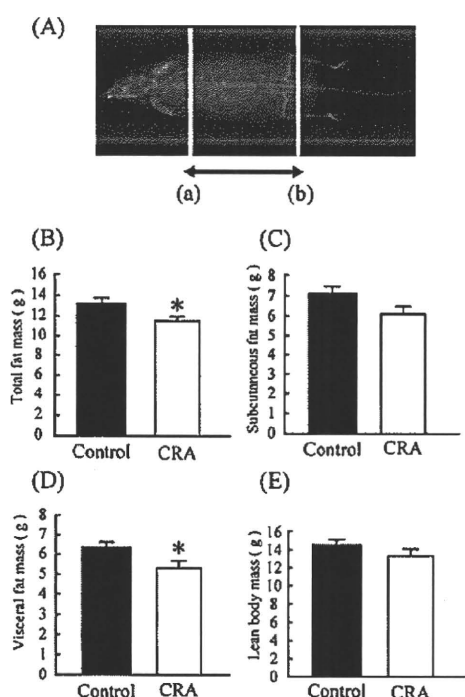 (A)
(a) (b)
(B)
Total fat mass ( g )
16
14
12
10
8
6
4
2
0
*
Control CRA
(C)
Subcutaneous fat mass ( g )
8
7
6
5
4
3
2
1
0
Control CRA
(D)
Visceral fat mass ( g )
8
7
6
5
4
3
2
1
0
*
Control CRA
(E)
Lean body mass ( g )
16
14
12
10
8
6
4
2
0
Control CRA